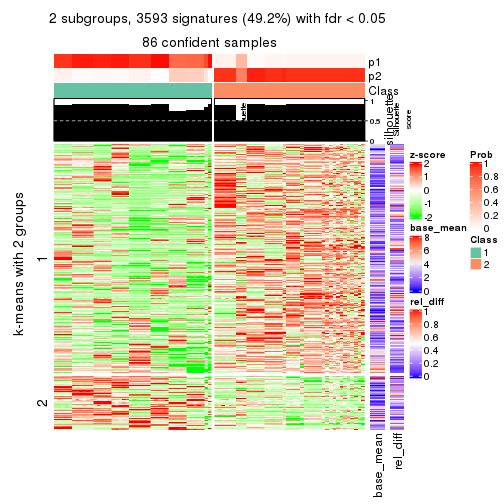 2 subgroups, 3593 signatures (49.2%) with fdr < 0.05
86 confident samples
p1
p2
Class
1
0.5
0
silhouette
Silhouette
score
k-means with 2 groups
1
2
base_mean
rel_diff
z-score
2
1
0
-1
-2
base_mean
8
6
4
2
0
rel_diff
1
0.8
0.6
0.4
0.2
0
Prob
1
0.8
0.6
0.4
0.2
0
Class
1
2